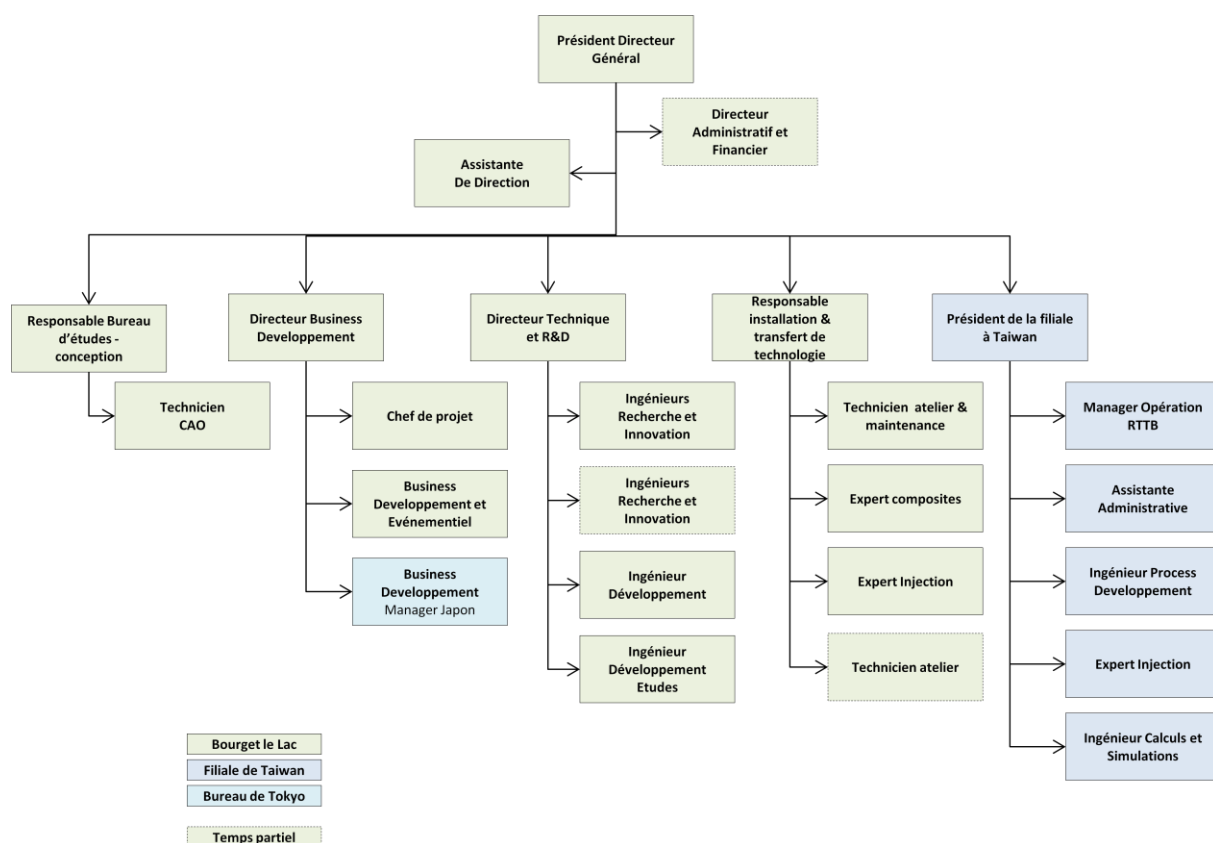 Président Directeur
Général
Directeur
Administratif et
Financier
Assistante
De Direction
Responsable Bureau
d'études -
conception
Directeur Business
Developpement
Directeur Technique
et R&D
Responsable
installation &
transfert de
technologie
Président de la filiale
à Taiwan
Technicien
CAO
Chef de projet
Business
Developpement et
Evénementiel
Business
Developpement
Manager Japon
Ingénieurs
Recherche et
Innovation
Ingénieurs
Recherche et
Innovation
Ingénieur
Développement
Ingénieur
Développement
Etudes
Technicien atelier &
maintenance
Expert composites
Expert Injection
Technicien atelier
Manager Opération
RTTB
Assistante
Administrative
Ingénieur Process
Developpement
Expert Injection
Ingénieur Calculs et
Simulations
Bourget le Lac
Filiale de Taiwan
Bureau de Tokyo
Temps partiel